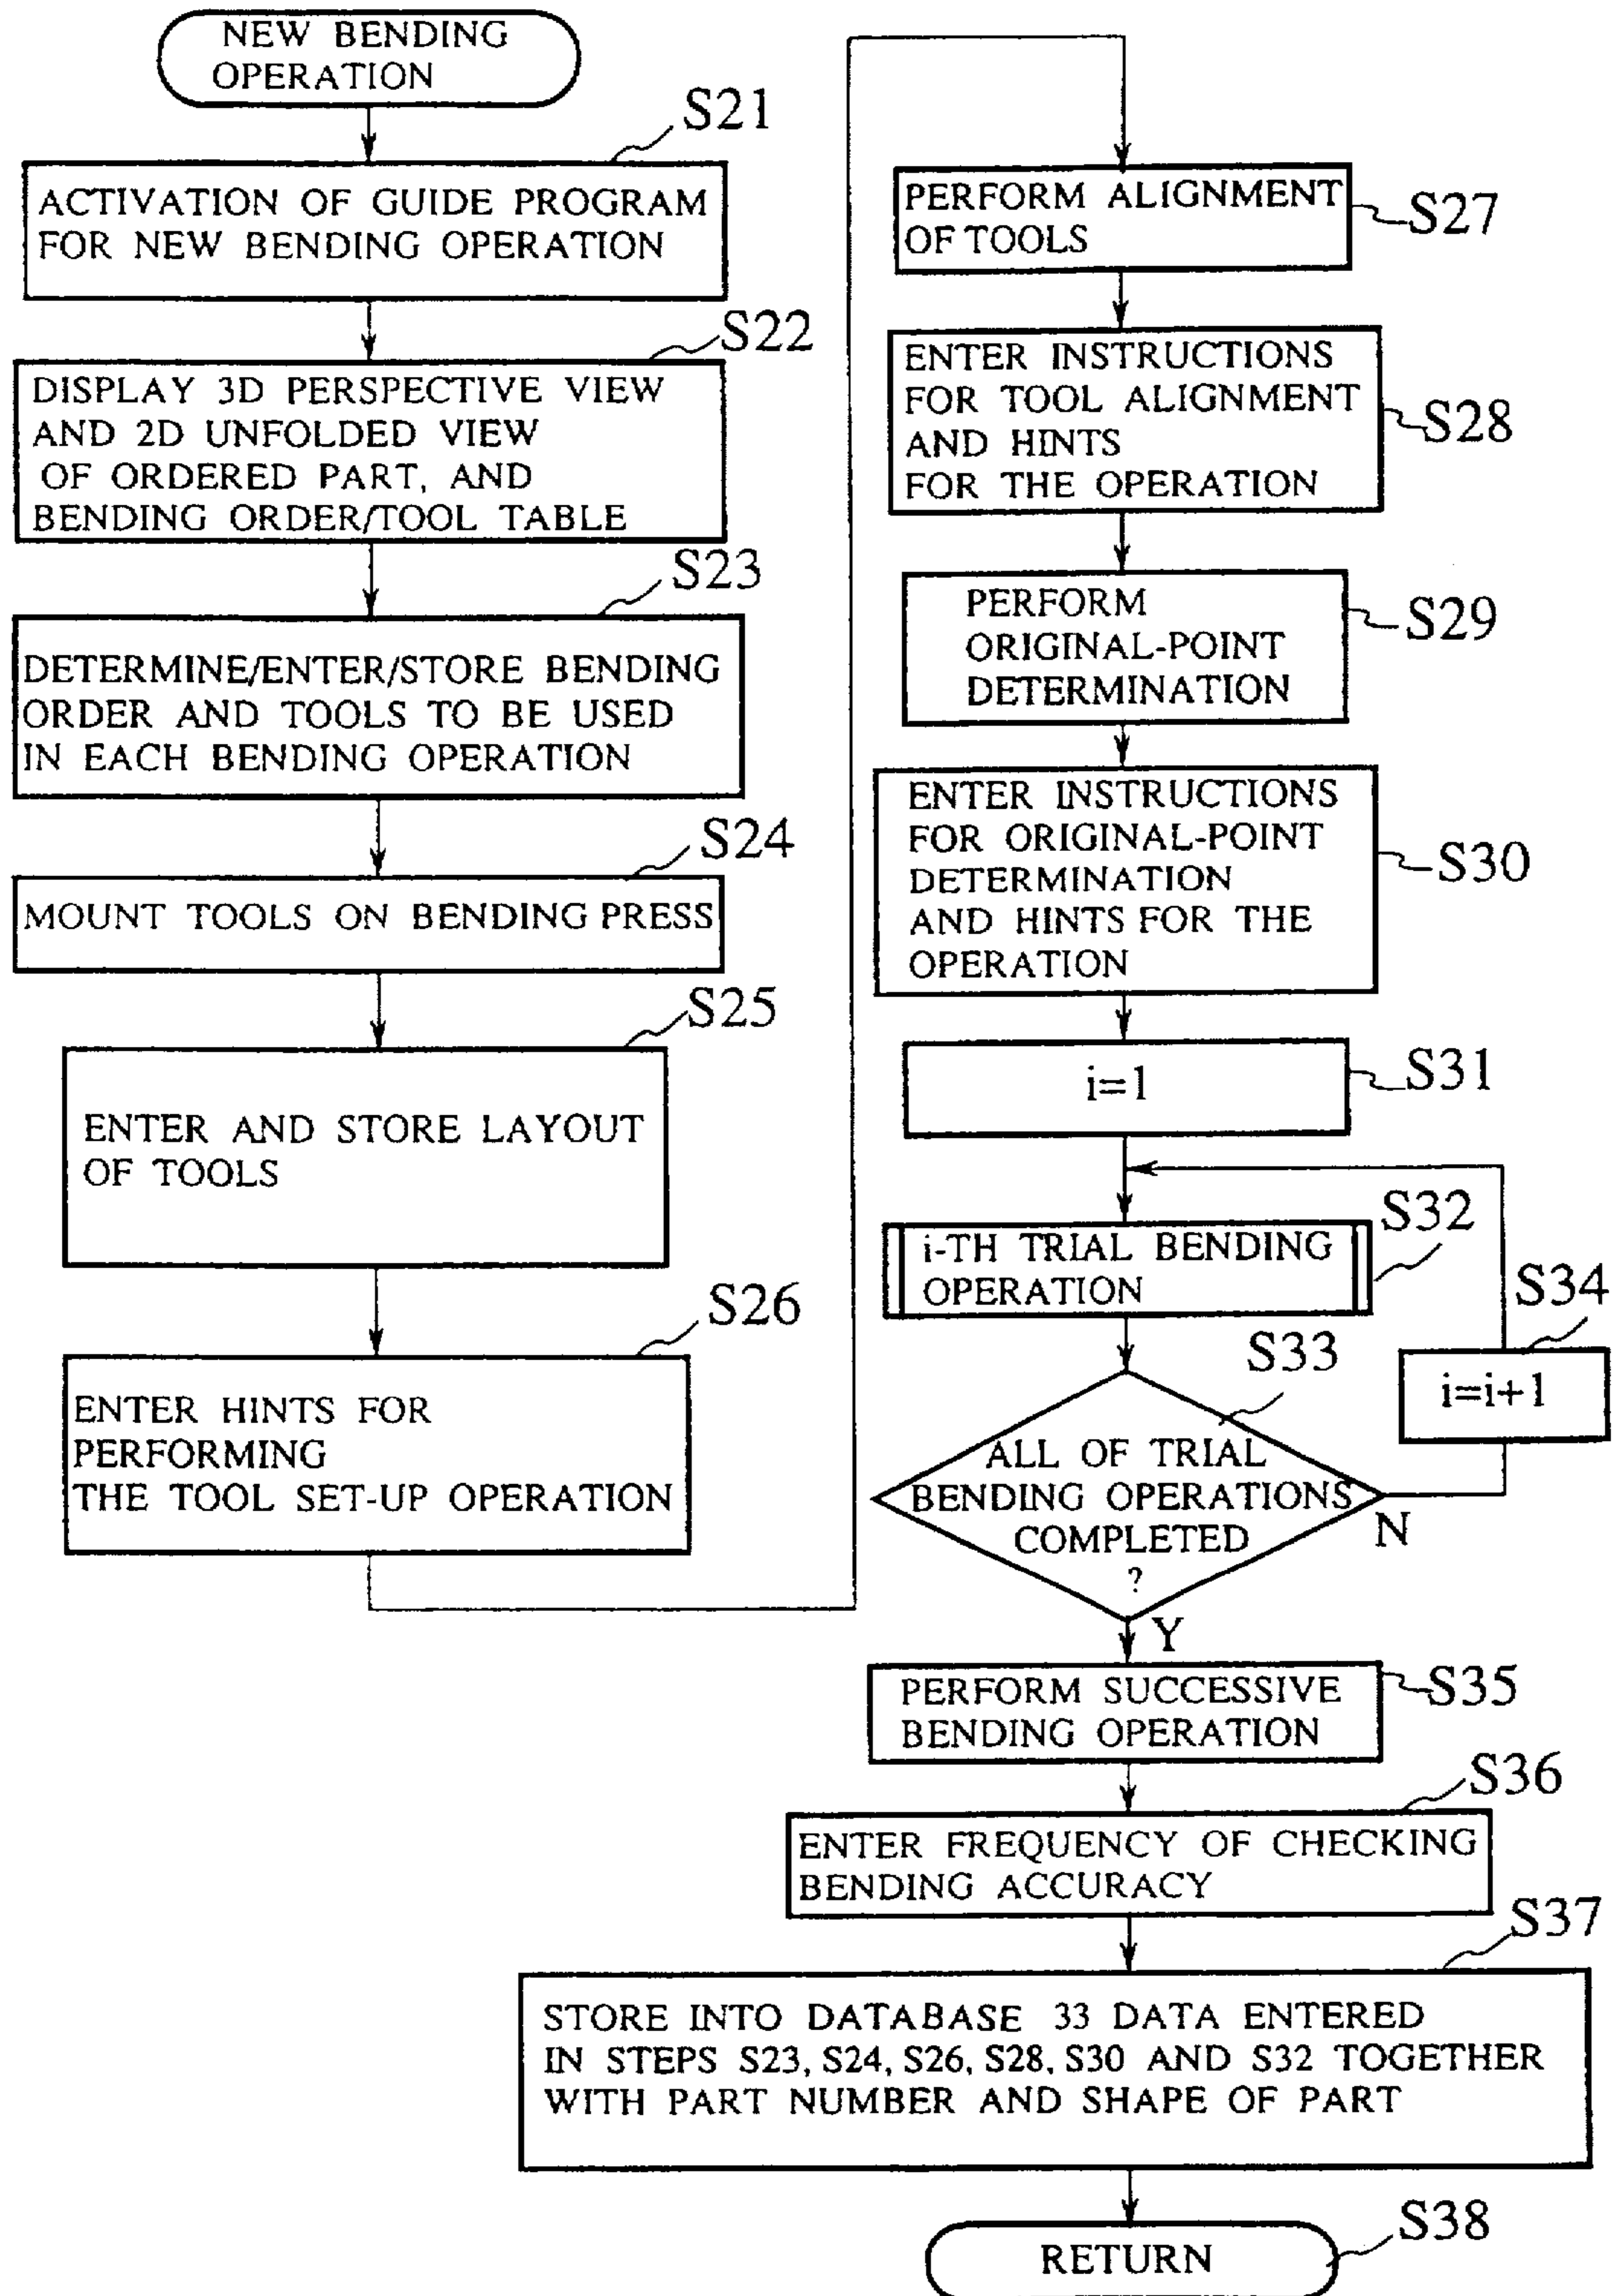 NEW BENDING
OPERATION
S21
ACTIVATION OF GUIDE PROGRAM
FOR NEW BENDING OPERATION
S22
DISPLAY 3D PERSPECTIVE VIEW
AND 2D UNFOLDED VIEW
OF ORDERED PART, AND
BENDING ORDER/TOOL TABLE
S23
DETERMINE/ENTER/STORE BENDING
ORDER AND TOOLS TO BE USED
IN EACH BENDING OPERATION
S24
MOUNT TOOLS ON BENDING PRESS
S25
ENTER AND STORE LAYOUT
OF TOOLS
S26
ENTER HINTS FOR
PERFORMING
THE TOOL SET-UP OPERATION
PERFORM ALIGNMENT
OF TOOLS
S27
ENTER INSTRUCTIONS
FOR TOOL ALIGNMENT
AND HINTS
FOR THE OPERATION
S28
PERFORM
ORIGINAL-POINT
DETERMINATION
S29
ENTER INSTRUCTIONS
FOR ORIGINAL-POINT
DETERMINATION
AND HINTS FOR THE
OPERATION
S30
i=1
S31
i-TH TRIAL BENDING
OPERATION
S32
S34
i=i+1
S33
ALL OF TRIAL
BENDING OPERATIONS
COMPLETED
?
N
Y
PERFORM SUCCESSIVE
BENDING OPERATION
S35
S36
ENTER FREQUENCY OF CHECKING
BENDING ACCURACY
S37
STORE INTO DATABASE 33 DATA ENTERED
IN STEPS S23, S24, S26, S28, S30 AND S32 TOGETHER
WITH PART NUMBER AND SHAPE OF PART
RETURN
S38